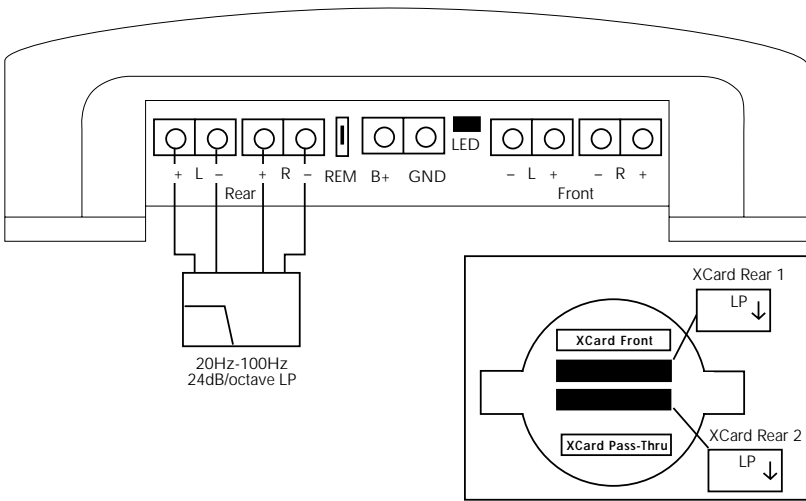 LED
+ L – + R – REM B+ GND – L + – R +
Rear Front
20Hz-100Hz
24dB/octave LP
XCard Rear 1
LP
XCard Front
XCard Rear 2
LP
XCard Pass-Thru